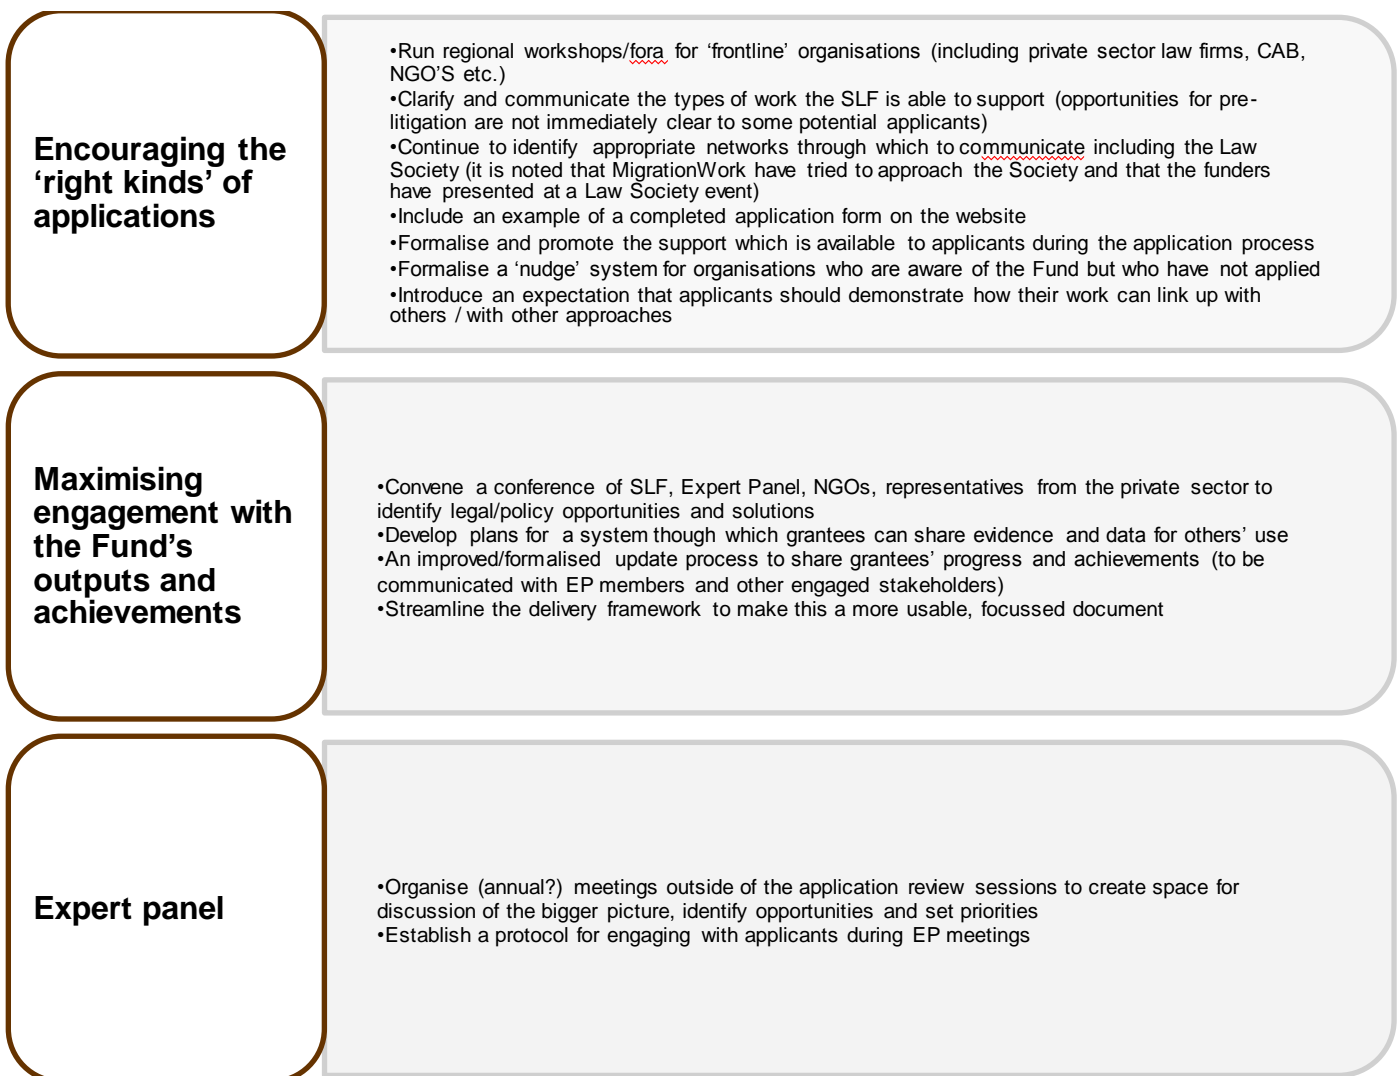 Encouraging the
‘right kinds’ of
applications
•Run regional workshops/fora for ‘frontline’ organisations (including private sector law firms, CAB,
NGO’S etc.)
•Clarify and communicate the types of work the SLF is able to support (opportunities for pre-
litigation are not immediately clear to some potential applicants)
•Continue to identify appropriate networks through which to communicate including the Law
Society (it is noted that MigrationWork have tried to approach the Society and that the funders
have presented at a Law Society event)
•Include an example of a completed application form on the website
•Formalise and promote the support which is available to applicants during the application process
•Formalise a ‘nudge’ system for organisations who are aware of the Fund but who have not applied
•Introduce an expectation that applicants should demonstrate how their work can link up with
others / with other approaches
Maximising
engagement with
the Fund’s
outputs and
achievements
•Convene a conference of SLF, Expert Panel, NGOs, representatives from the private sector to
identify legal/policy opportunities and solutions
•Develop plans for a system though which grantees can share evidence and data for others’ use
•An improved/formalised update process to share grantees’ progress and achievements (to be
communicated with EP members and other engaged stakeholders)
•Streamline the delivery framework to make this a more usable, focussed document
Expert panel
•Organise (annual?) meetings outside of the application review sessions to create space for
discussion of the bigger picture, identify opportunities and set priorities
•Establish a protocol for engaging with applicants during EP meetings